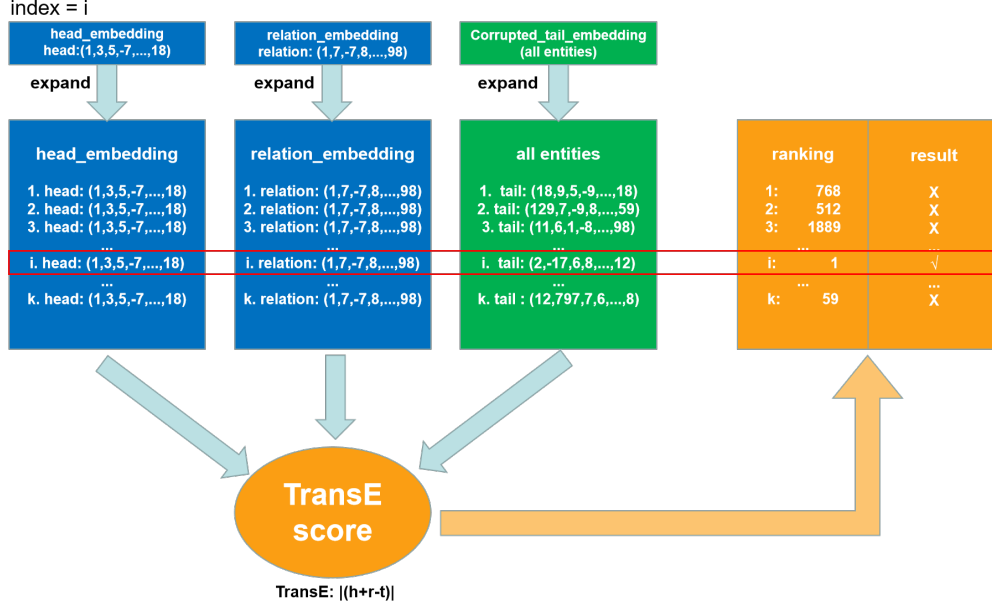 index = i
head_embedding
head:(1,3,5,-7,...,18)
relation_embedding
relation: (1,7,-7,8,...,98)
Corrupted_tail_embedding
(all entities)
expand
expand
expand
head_embedding
1. head: (1,3,5,-7,...,18)
2. head: (1,3,5,-7,...,18)
3. head: (1,3,5,-7,...,18)
...
i. head: (1,3,5,-7,...,18)
...
k. head: (1,3,5,-7,...,18)
relation_embedding
1. relation: (1,7,-7,8,...,98)
2. relation: (1,7,-7,8,...,98)
3. relation: (1,7,-7,8,...,98)
...
i. relation: (1,7,-7,8,...,98)
...
k. relation: (1,7,-7,8,...,98)
all entities
1. tail: (18,9,5,-9,...,18)
2. tail: (129,7,-9,8,...,59)
3. tail: (11,6,1,-8,...,98)
...
i. tail: (2,-17,6,8,...,12)
...
k. tail : (12,797,7,6,...,8)
ranking result
1: 768 X
2: 512 X
3: 1889 X
... ...
i: 1 √
... ...
k: 59 X
TransE
score
TransE: |(h+r-t)|